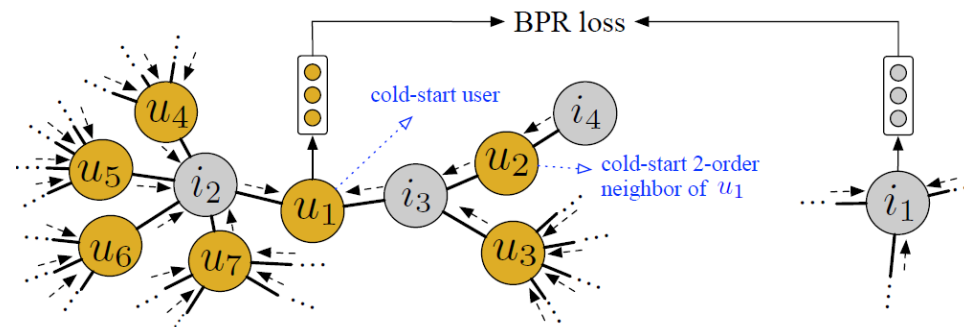 BPR loss
cold-start user
u4
i4
u2
u5
i2
cold-start 2-order
neighbor of u1
i3
u1
i1
u6
u7
u3